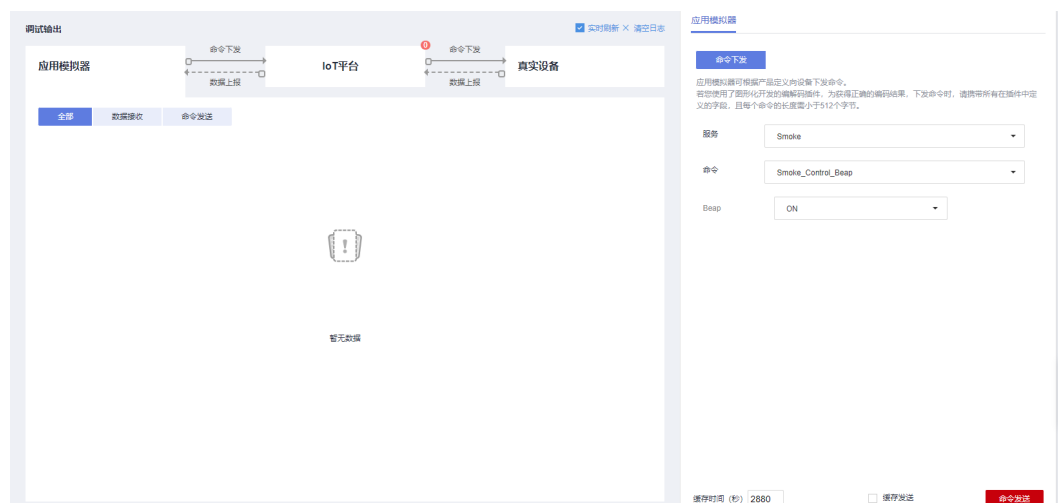 调试输出
实时刷新 × 清空日志
应用模拟器
命令下发
数据上报
IoT平台
0
命令下发
数据上报
真实设备
全部 数据接收 命令发送
!
暂无数据
应用模拟器
命令下发
应用模拟器可根据产品定义向设备下发命令。
若您使用了图形化开发的编解码插件，为获得正确的编码结果，下发命令时，请携带所有在插件中定
义的字段，且每个命令的长度需小于512个字节。
服务 Smoke
命令 Smoke_Control_Beap
Beap ON
缓存时间 (秒) 2880 缓存发送 命令发送